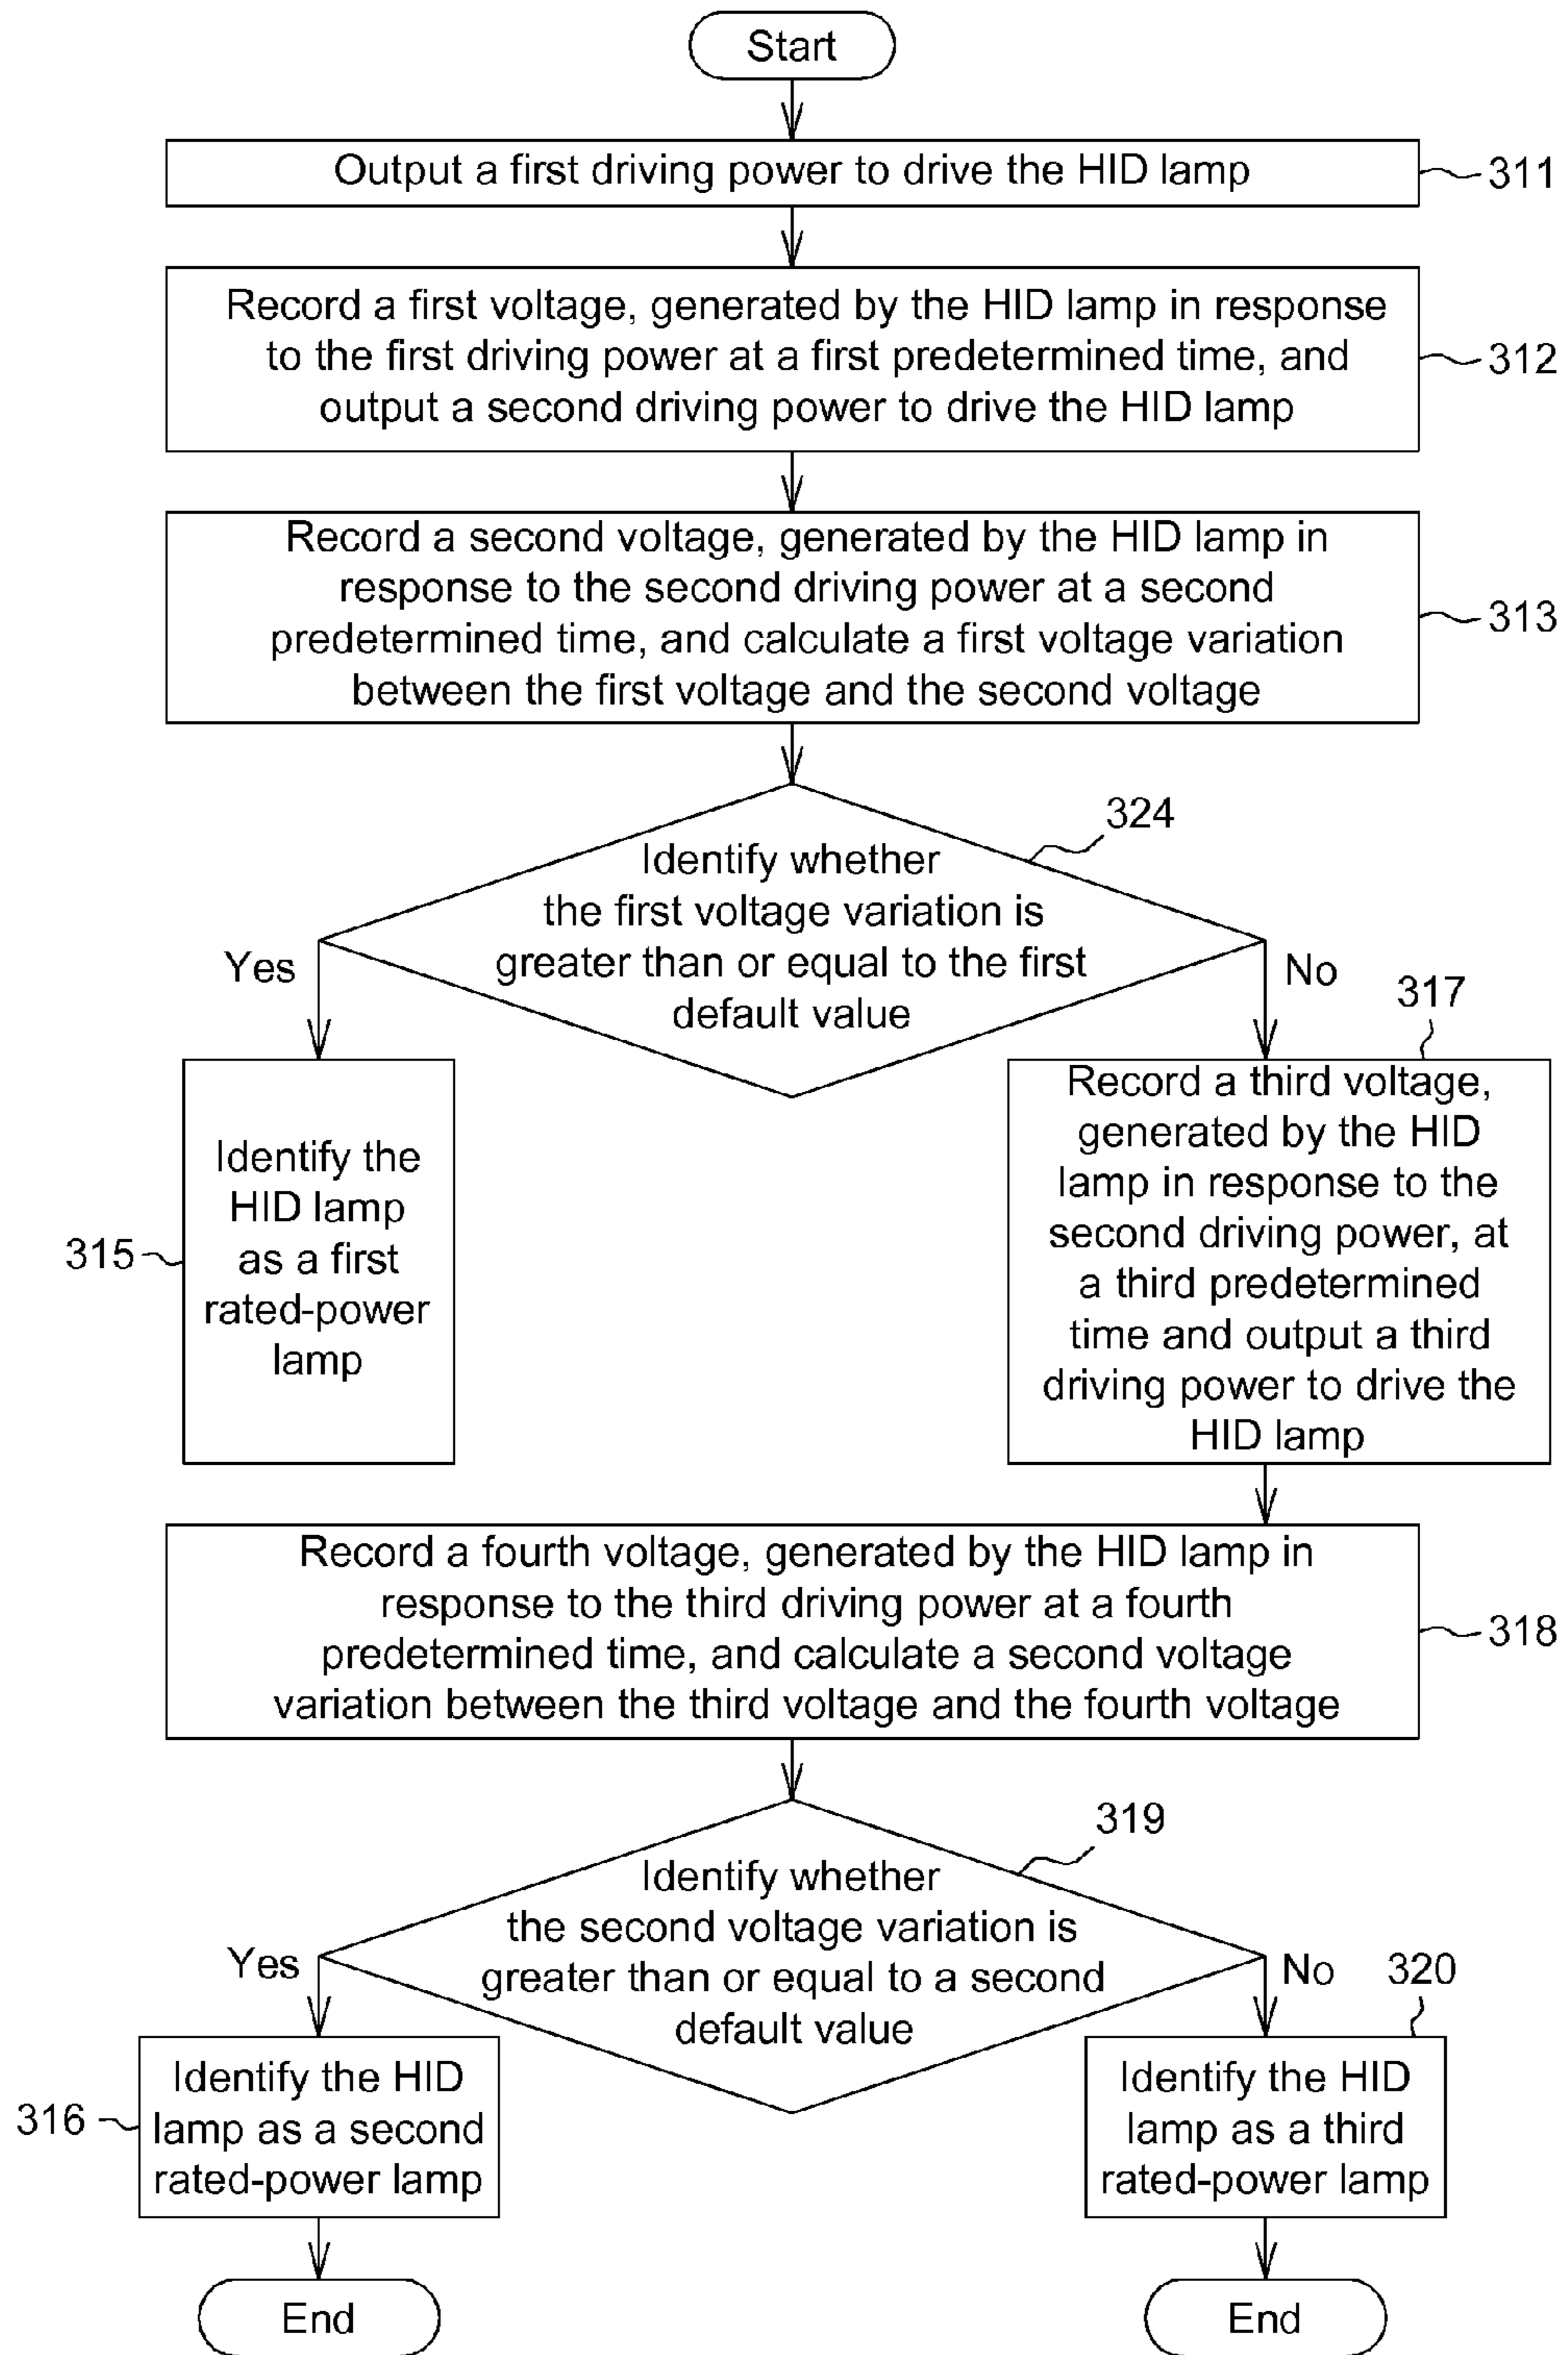 Start
Output a first driving power to drive the HID lamp
311
Record a first voltage, generated by the HID lamp in response
to the first driving power at a first predetermined time, and
output a second driving power to drive the HID lamp
312
Record a second voltage, generated by the HID lamp in
response to the second driving power at a second
predetermined time, and calculate a first voltage variation
between the first voltage and the second voltage
313
324
Identify whether
the first voltage variation is
greater than or equal to the first
default value
Yes
No
315
Identify the
HID lamp
as a first
rated-power
lamp
317
Record a third voltage,
generated by the HID
lamp in response to the
second driving power, at
a third predetermined
time and output a third
driving power to drive the
HID lamp
Record a fourth voltage, generated by the HID lamp in
response to the third driving power at a fourth
predetermined time, and calculate a second voltage
variation between the third voltage and the fourth voltage
318
319
Identify whether
the second voltage variation is
greater than or equal to a second
default value
Yes
No
316
Identify the HID
lamp as a second
rated-power lamp
320
Identify the HID
lamp as a third
rated-power lamp
End
End